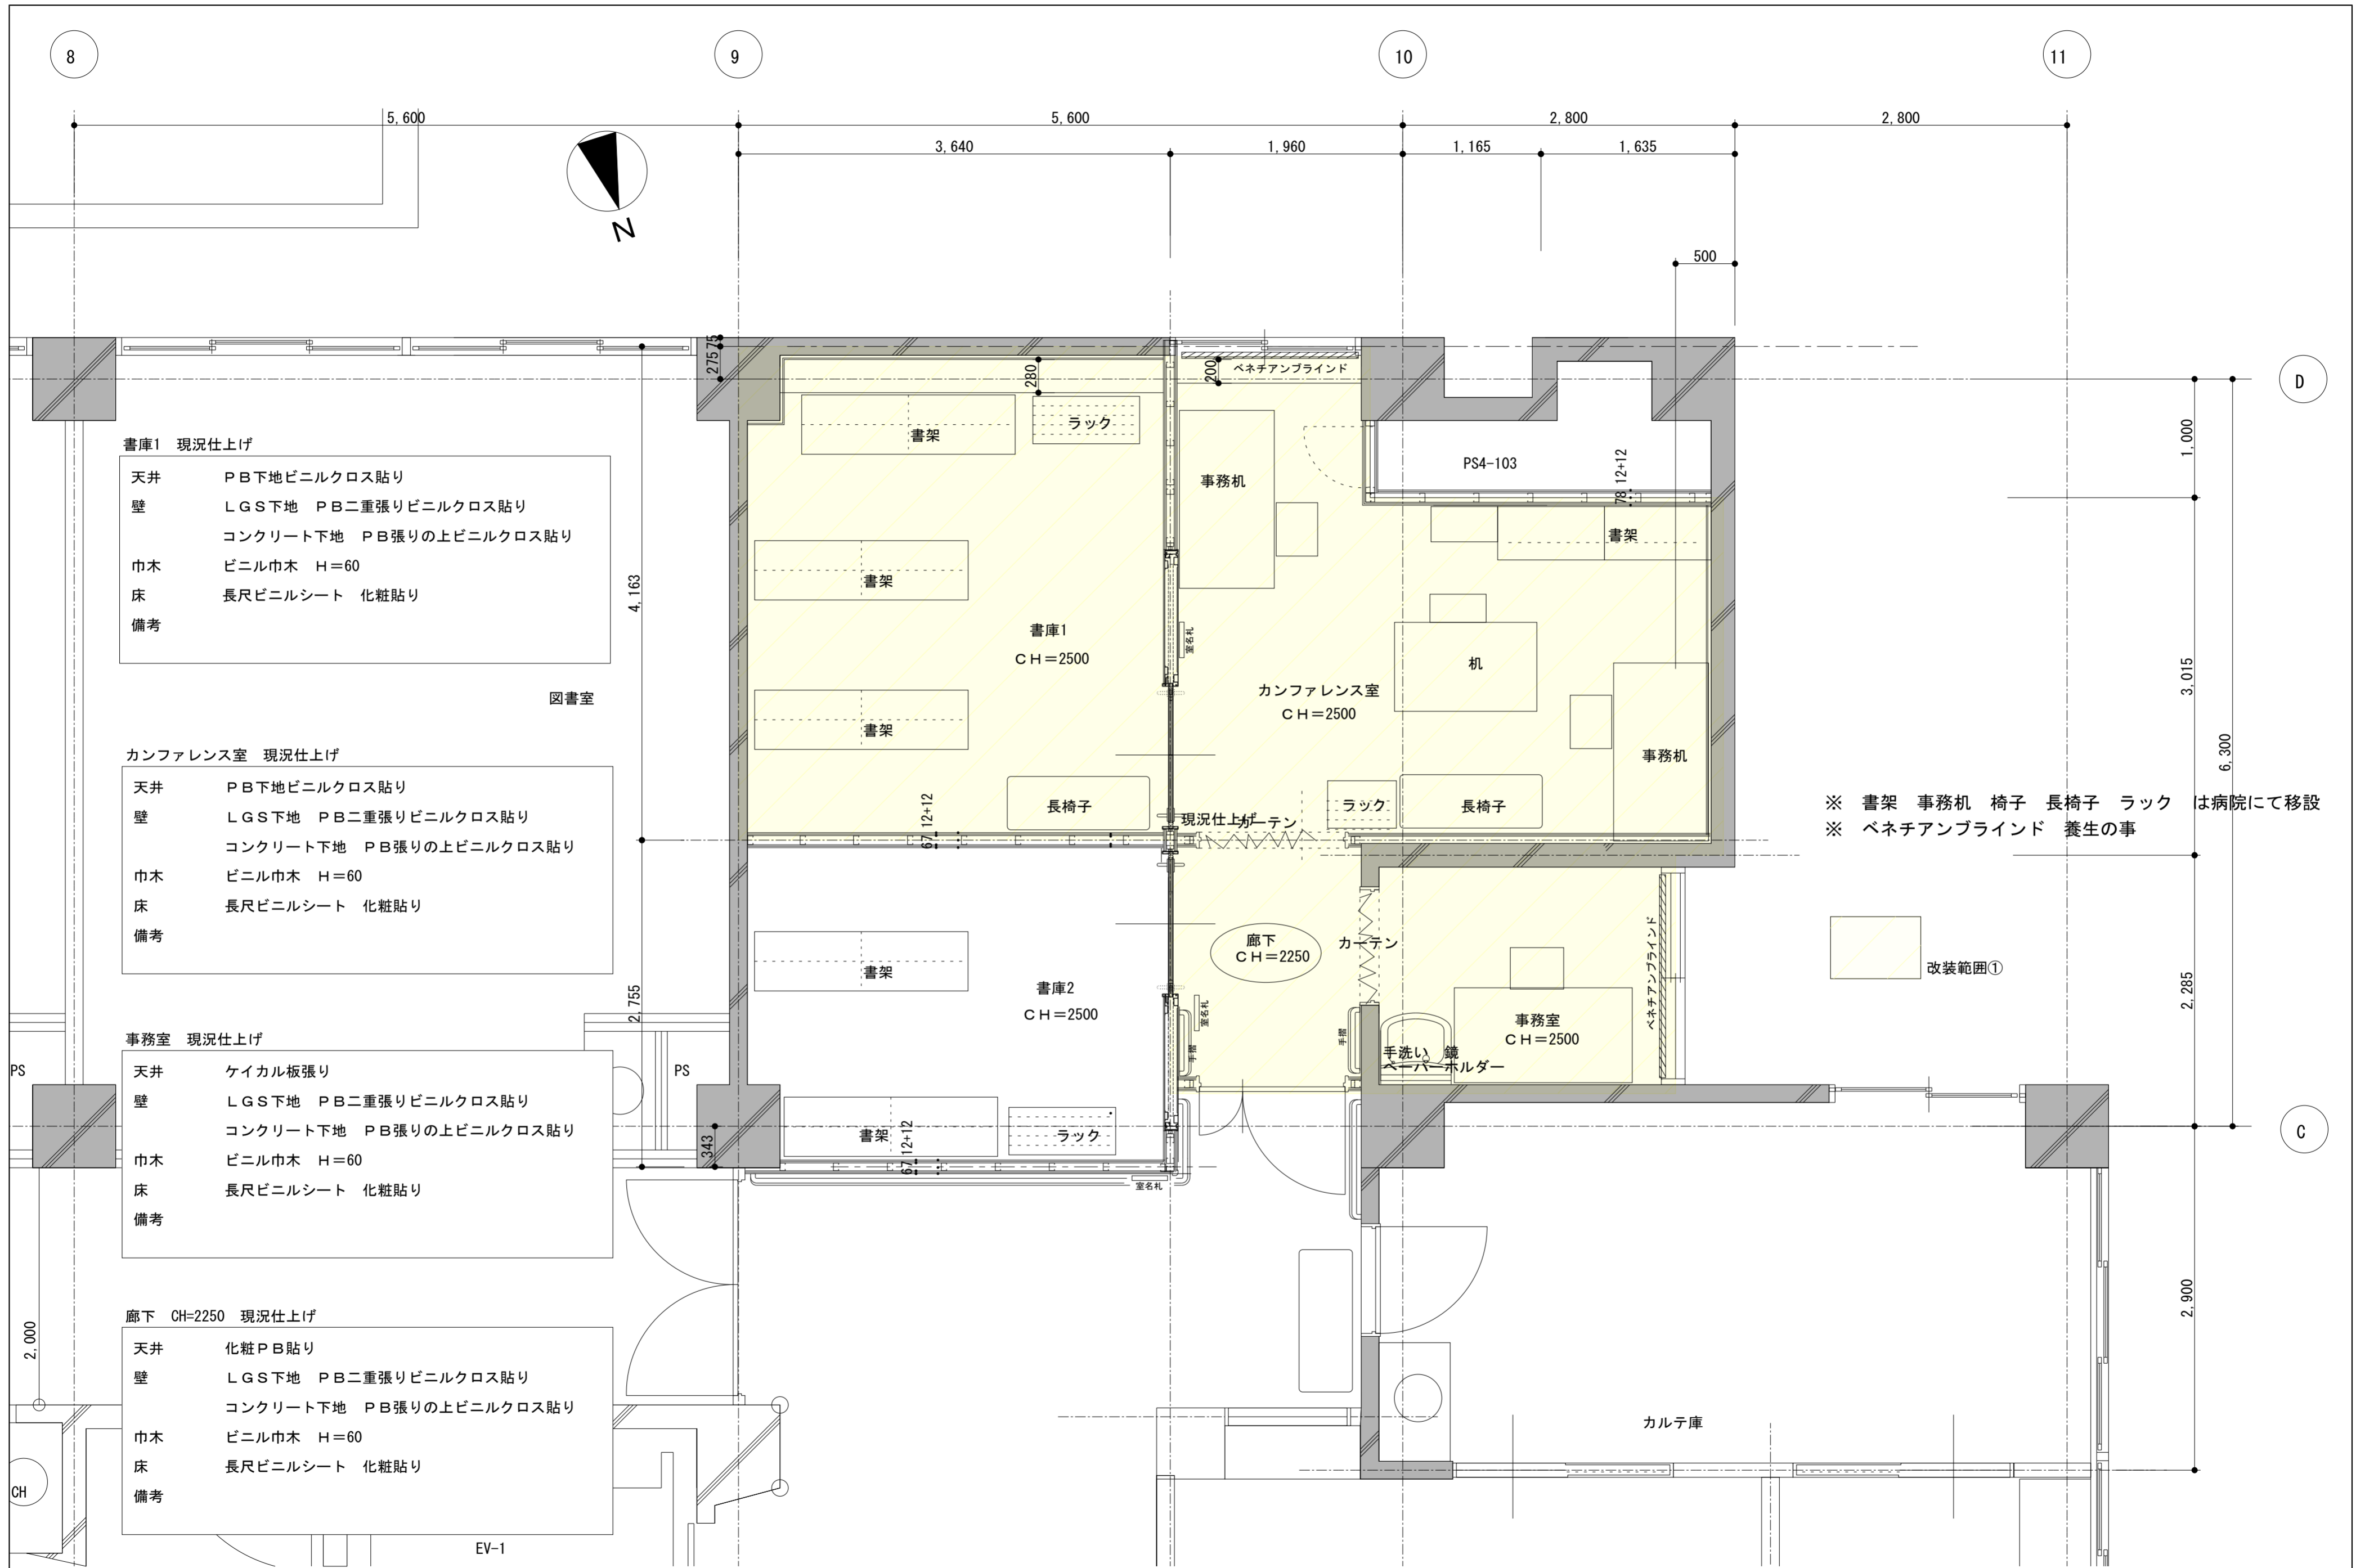 8
9
10
11
5,600
5,600
2,800
2,800
3,640
1,960
1,165
1,635
N
500
75
275
280
200
ベネチアンブラインド
D
書架
ラック
事務机
PS4-103
78 12+12
1,000
書架
書庫1 現況仕上げ
天井 PB下地ビニルクロス貼り
壁 LGS下地 PB二重張りビニルクロス貼り
コンクリート下地 PB張りの上ビニルクロス貼り
巾木 ビニル巾木 H=60
床 長尺ビニルシート 化粧貼り
備考
4,163
書架
書庫1
CH=2500
室名札
机
3,015
図書室
書架
カンファレンス室
CH=2500
事務机
6,300
カンファレンス室 現況仕上げ
天井 PB下地ビニルクロス貼り
壁 LGS下地 PB二重張りビニルクロス貼り
コンクリート下地 PB張りの上ビニルクロス貼り
巾木 ビニル巾木 H=60
床 長尺ビニルシート 化粧貼り
備考
長椅子
67 12+12
現況仕上げ
カーテン
ラック
長椅子
※ 書架 事務机 椅子 長椅子 ラック は病院にて移設
※ ベネチアンブラインド 養生の事
廊下
CH=2250
カーテン
ベネチアンブラインド
改装範囲①
書架
書庫2
CH=2500
2,755
室名札
手摺
手摺
手洗い 鏡
ペーパーホルダー
事務室
CH=2500
2,285
事務室 現況仕上げ
天井 ケイカル板張り
壁 LGS下地 PB二重張りビニルクロス貼り
コンクリート下地 PB張りの上ビニルクロス貼り
巾木 ビニル巾木 H=60
床 長尺ビニルシート 化粧貼り
備考
PS
PS
343
書架
67 12+12
ラック
室名札
C
2,900
2,000
廊下 CH=2250 現況仕上げ
天井 化粧PB貼り
壁 LGS下地 PB二重張りビニルクロス貼り
コンクリート下地 PB張りの上ビニルクロス貼り
巾木 ビニル巾木 H=60
床 長尺ビニルシート 化粧貼り
備考
カルテ庫
CH
EV-1